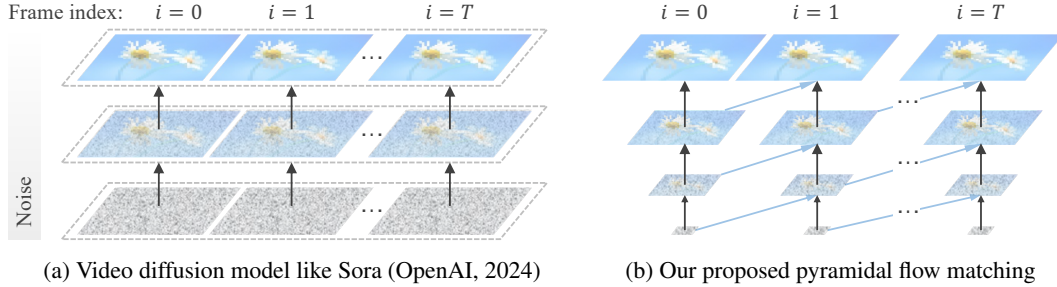 Frame index: i = 0 i = 1 i = T i = 0 i = 1 i = T
...
...
...
...
...
Noise
(a) Video diffusion model like Sora (OpenAI, 2024) (b) Our proposed pyramidal flow matching